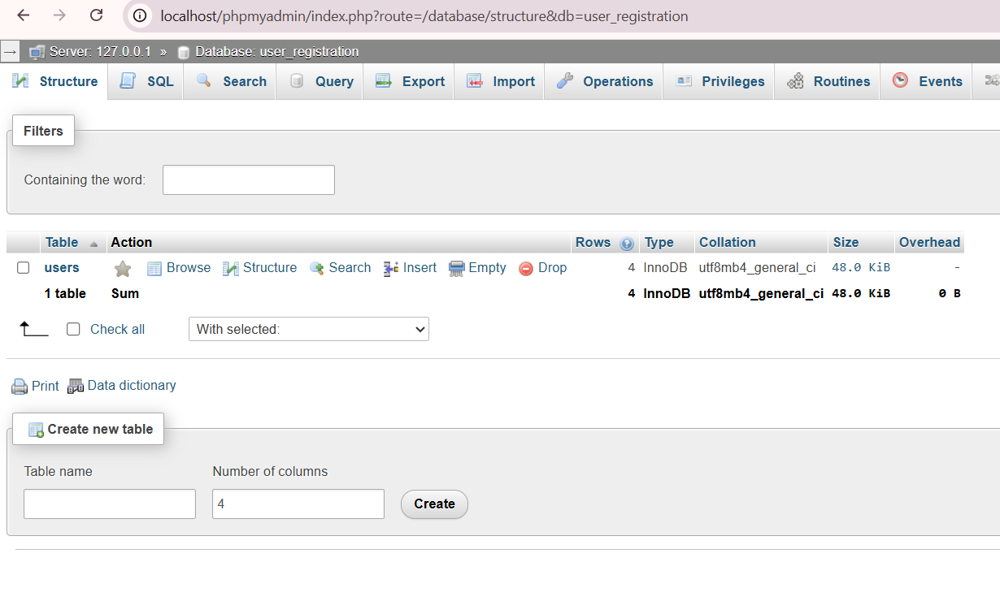 localhost/phpmyadmin/index.php?route=/database/structure&db=user_registration
Server: 127.0.0.1 » Database: user_registration
Structure SQL Search Query Export Import Operations Privileges Routines Events
Filters
Containing the word:
Table Action Rows Type Collation Size Overhead
users Browse Structure Search Insert Empty Drop 4 InnoDB utf8mb4_general_ci 48.0 KiB -
1 table Sum 4 InnoDB utf8mb4_general_ci 48.0 KiB 0 B
Check all With selected:
Print Data dictionary
Create new table
Table name Number of columns
4 Create